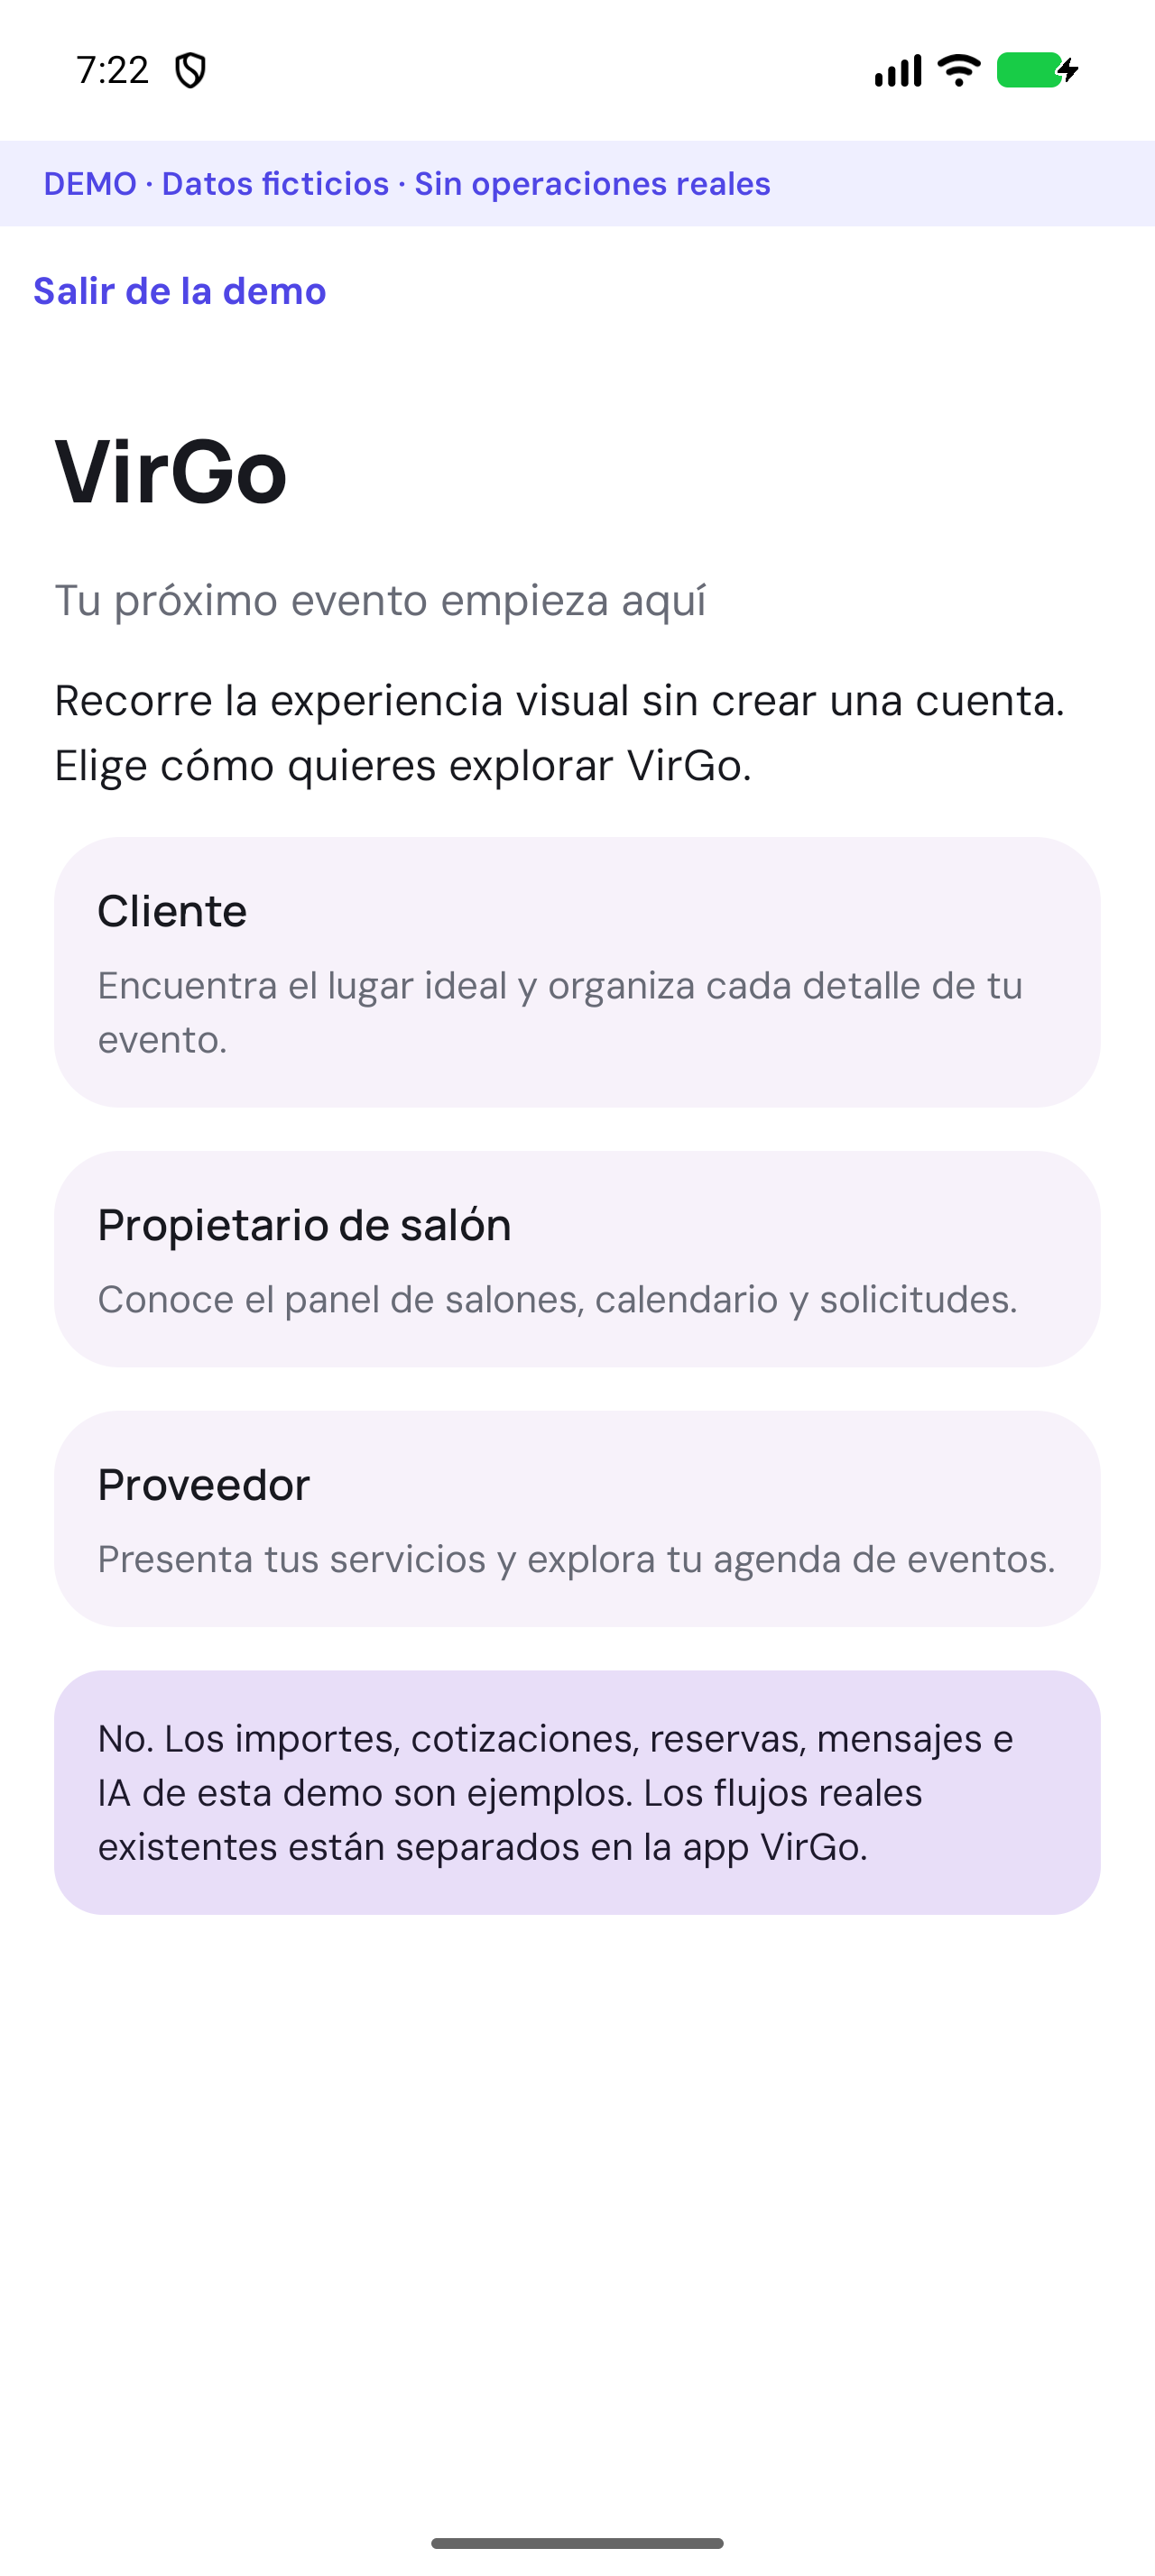 7:22
DEMO · Datos ficticios · Sin operaciones reales
Salir de la demo
VirGo
Tu próximo evento empieza aquí
Recorre la experiencia visual sin crear una cuenta.
Elige cómo quieres explorar VirGo.
Cliente
Encuentra el lugar ideal y organiza cada detalle de tu
evento.
Propietario de salón
Conoce el panel de salones, calendario y solicitudes.
Proveedor
Presenta tus servicios y explora tu agenda de eventos.
No. Los importes, cotizaciones, reservas, mensajes e
IA de esta demo son ejemplos. Los flujos reales
existentes están separados en la app VirGo.